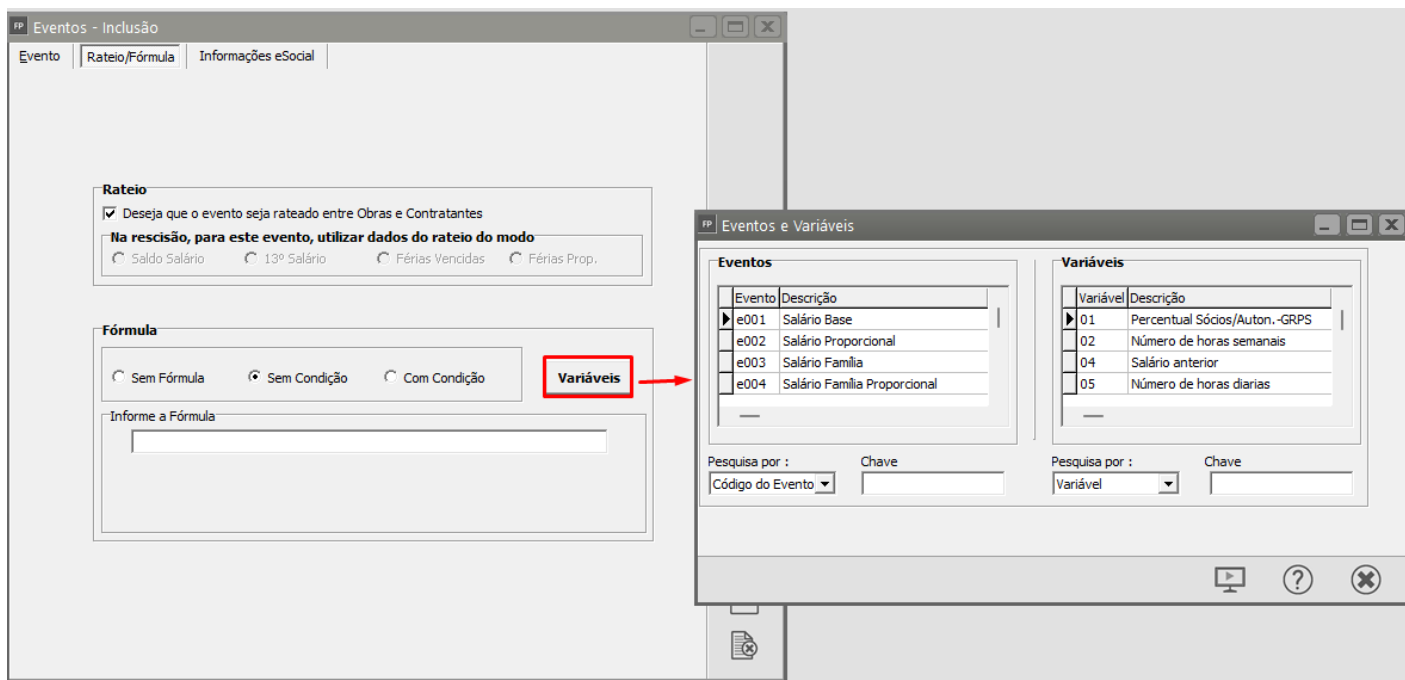 FP Eventos - Inclusão
Evento Rateio/Fórmula Informações eSocial
Rateio
Deseja que o evento seja rateado entre Obras e Contratantes
Na rescisão, para este evento, utilizar dados do rateio do modo
Saldo Salário 13º Salário Férias Vencidas Férias Prop.
Fórmula
Sem Fórmula Sem Condição Com Condição Variáveis
Informe a Fórmula
FP Eventos e Variáveis
Eventos
Evento Descrição
e001 Salário Base
e002 Salário Proporcional
e003 Salário Família
e004 Salário Família Proporcional
Pesquisa por : Chave
Código do Evento
Variáveis
Variável Descrição
01 Percentual Sócios/Auton.-GRPS
02 Número de horas semanais
04 Salário anterior
05 Número de horas diarias
Pesquisa por : Chave
Variável